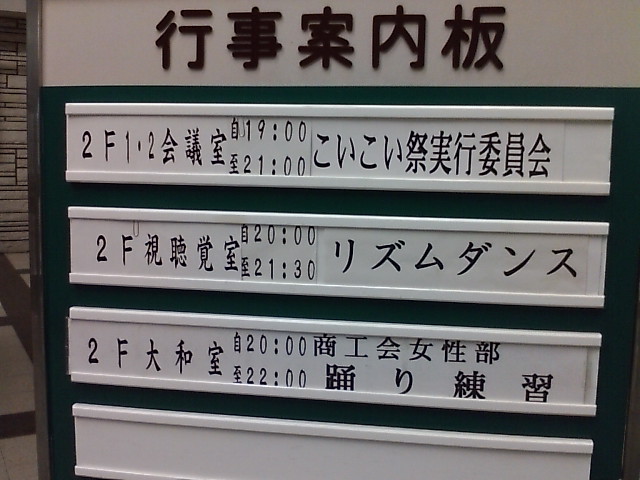 行事案内板
2F1・2会議室 自19:00 至21:00 こいこい祭実行委員会
2F視聴覚室 自20:00 至21:30 リズムダンス
2F大和室 自20:00 至22:00 商工会女性部 踊り練習